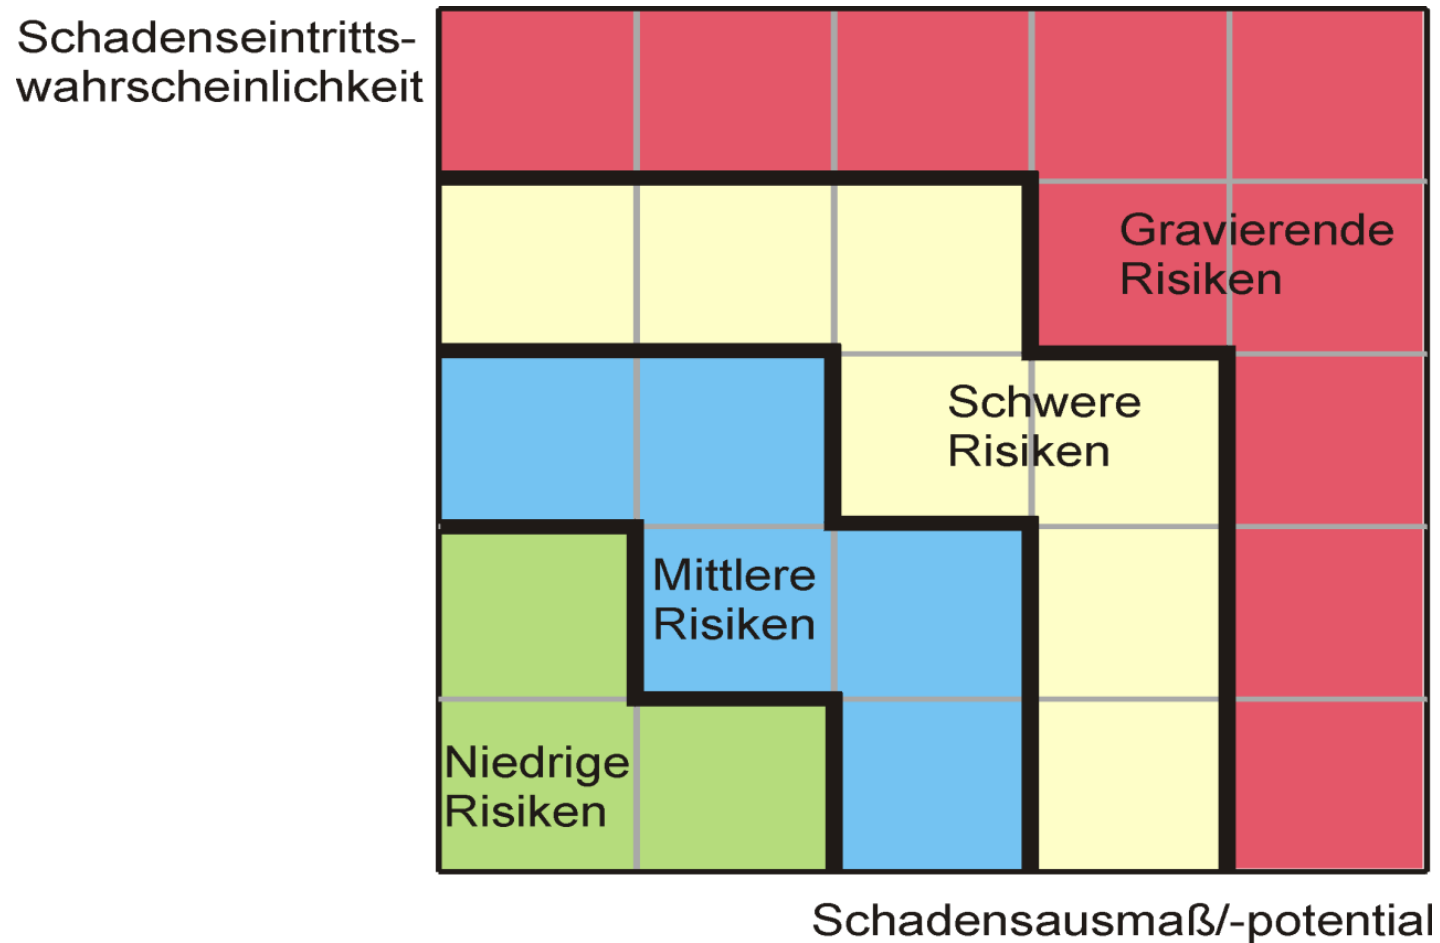 Schadenseintritts-
wahrscheinlichkeit
Gravierende
Risiken
Schwere
Risiken
Mittlere
Risiken
Niedrige
Risiken
Schadensausmaß/-potential